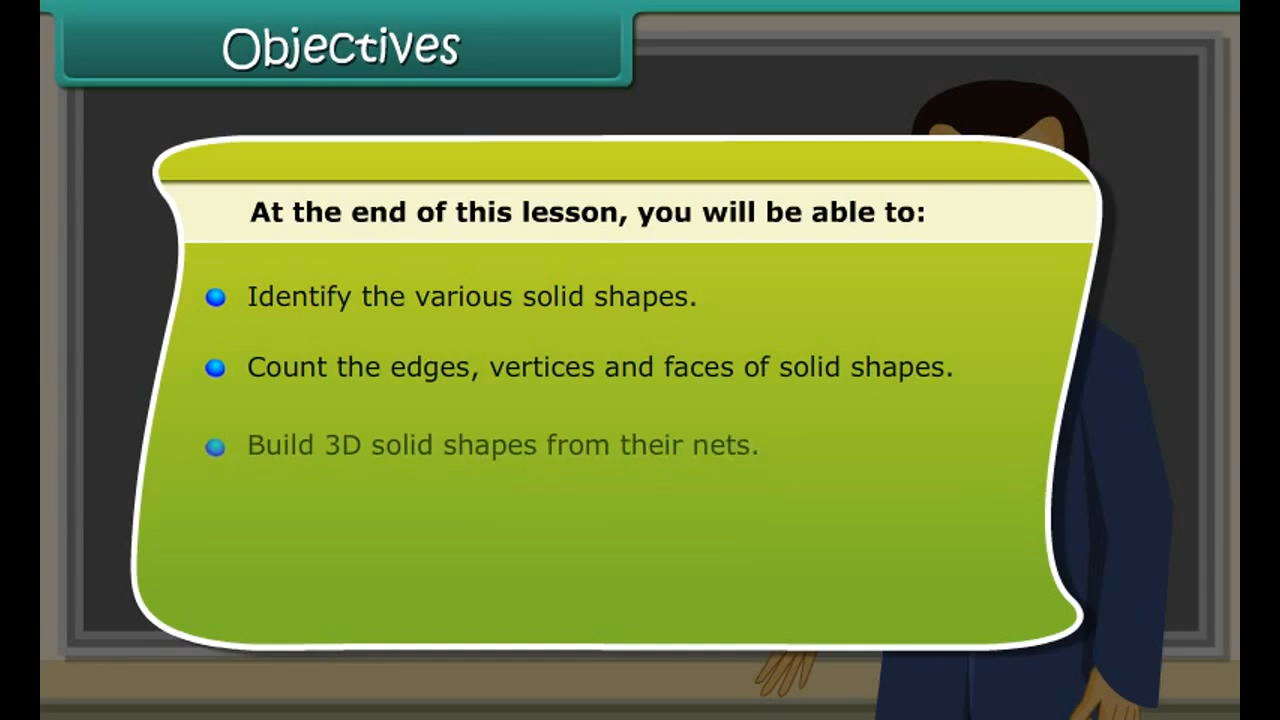 Objectives
At the end of this lesson, you will be able to:
Identify the various solid shapes.
Count the edges, vertices and faces of solid shapes.
Build 3D solid shapes from their nets.